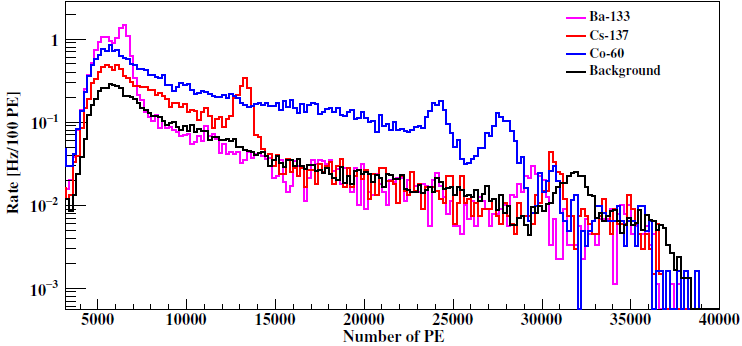 Ba-133
Cs-137
Co-60
Background
Rate [Hz/100 PE]
1
10⁻¹
10⁻²
10⁻³
5000 10000 15000 20000 25000 30000 35000 40000
Number of PE